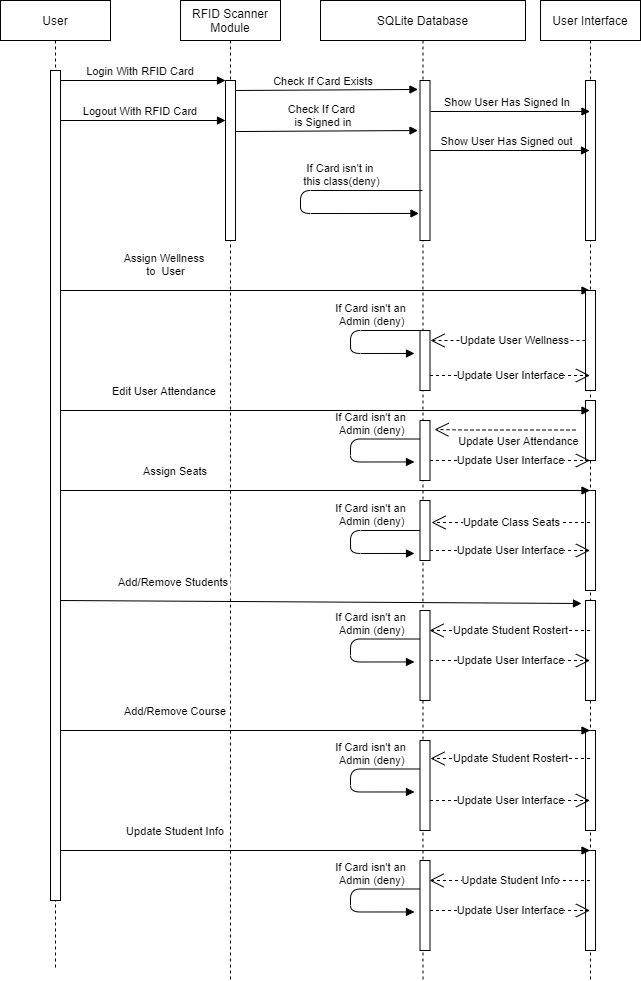 User
RFID Scanner
Module
SQLite Database
User Interface
Login With RFID Card
Check If Card Exists
Show User Has Signed In
Logout With RFID Card
Check If Card
is Signed in
Show User Has Signed out
If Card isn't in
this class(deny)
Assign Wellness
to User
If Card isn't an
Admin (deny)
Update User Wellness
Update User Interface
Edit User Attendance
If Card isn't an
Admin (deny)
Update User Attendance
Update User Interface
Assign Seats
If Card isn't an
Admin (deny)
Update Class Seats
Update User Interface
Add/Remove Students
If Card isn't an
Admin (deny)
Update Student Rostert
Update User Interface
Add/Remove Course
If Card isn't an
Admin (deny)
Update Student Rostert
Update User Interface
Update Student Info
If Card isn't an
Admin (deny)
Update Student Info
Update User Interface